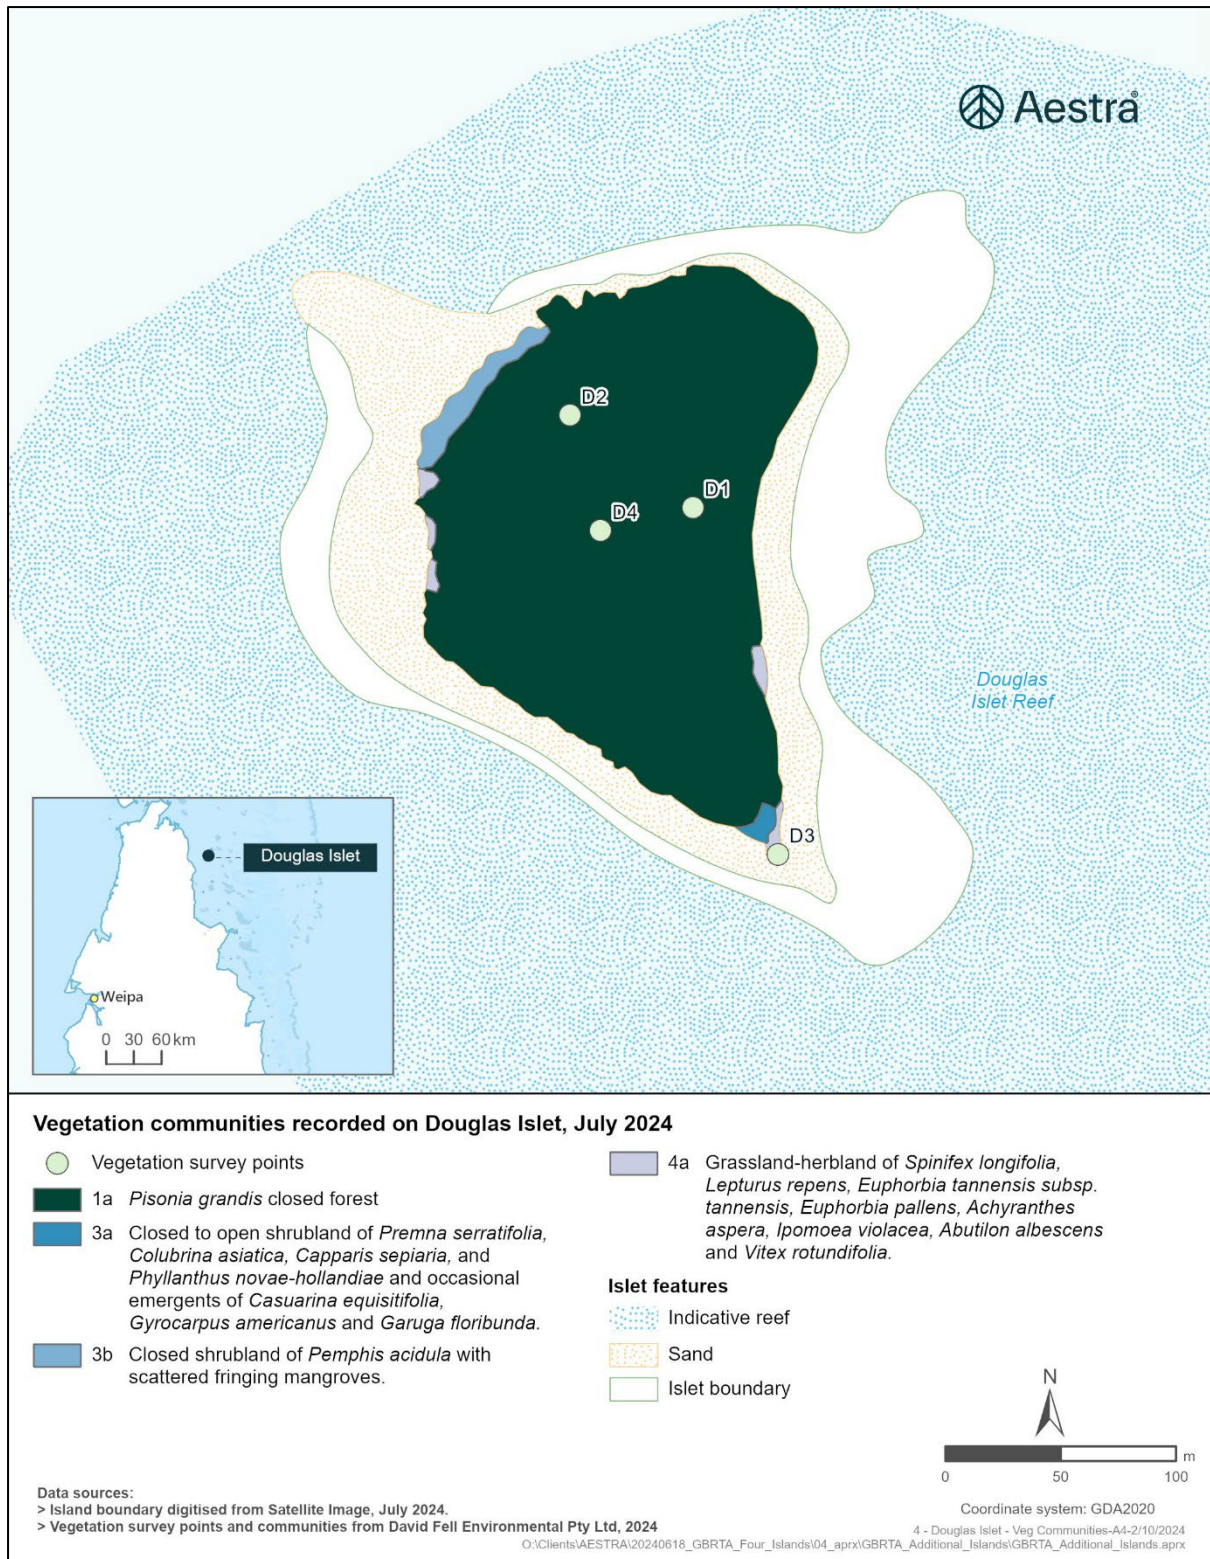 Aestra®
D2
D1
D4
Douglas
Islet Reef
D3
Douglas Islet
Weipa
0 30 60 km
Vegetation communities recorded on Douglas Islet, July 2024
Vegetation survey points
1a Pisonia grandis closed forest
3a Closed to open shrubland of Premna serratifolia,
Colubrina asiatica, Capparis sepiaria, and
Phyllanthus novae-hollandiae and occasional
emergents of Casuarina equisitifolia,
Gyrocarpus americanus and Garuga floribunda.
3b Closed shrubland of Pemphis acidula with
scattered fringing mangroves.
4a Grassland-herbland of Spinifex longifolia,
Lepturus repens, Euphorbia tannensis subsp.
tannensis, Euphorbia pallens, Achyranthes
aspera, Ipomoea violacea, Abutilon albescens
and Vitex rotundifolia.
Islet features
Indicative reef
Sand
Islet boundary
N
m
0 50 100
Coordinate system: GDA2020
Data sources:
> Island boundary digitised from Satellite Image, July 2024.
> Vegetation survey points and communities from David Fell Environmental Pty Ltd, 2024
4 - Douglas Islet - Veg Communities-A4-2/10/2024
O:\Clients\AESTRA\20240618_GBRTA_Four_Islands\04_aprx\GBRTA_Additional_Islands\GBRTA_Additional_Islands.aprx